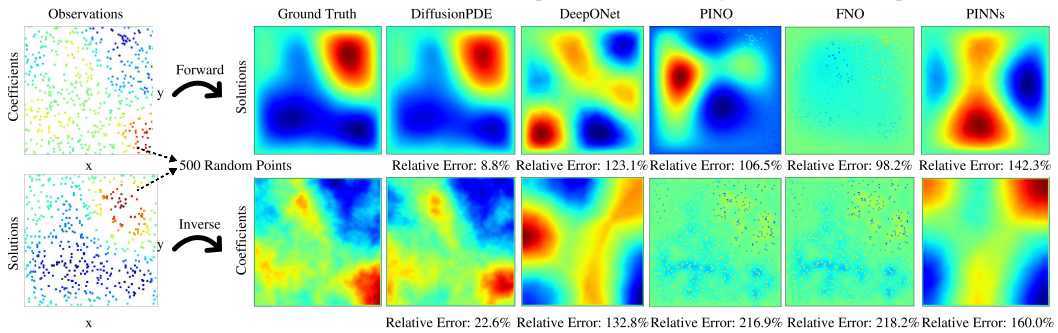 Observations
Ground Truth
DiffusionPDE
DeepONet
PINO
FNO
PINNs
Coefficients
y
x
Forward
Solutions
500 Random Points
Relative Error: 8.8%
Relative Error: 123.1%
Relative Error: 106.5%
Relative Error: 98.2%
Relative Error: 142.3%
Solutions
y
x
Inverse
Coefficients
Relative Error: 22.6%
Relative Error: 132.8%
Relative Error: 216.9%
Relative Error: 218.2%
Relative Error: 160.0%